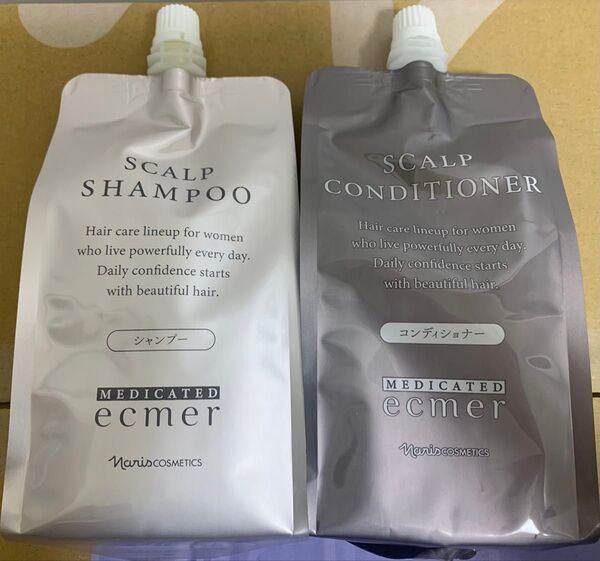 SCALP
SHAMPOO
Hair care lineup for women
who live powerfully every day.
Daily confidence starts
with beautiful hair.
シャンプー
MEDICATED
ecmer
naris COSMETICS
SCALP
CONDITIONER
Hair care lineup for women
who live powerfully every day.
Daily confidence starts
with beautiful hair.
コンディショナー
MEDICATED
ecmer
naris COSMETICS